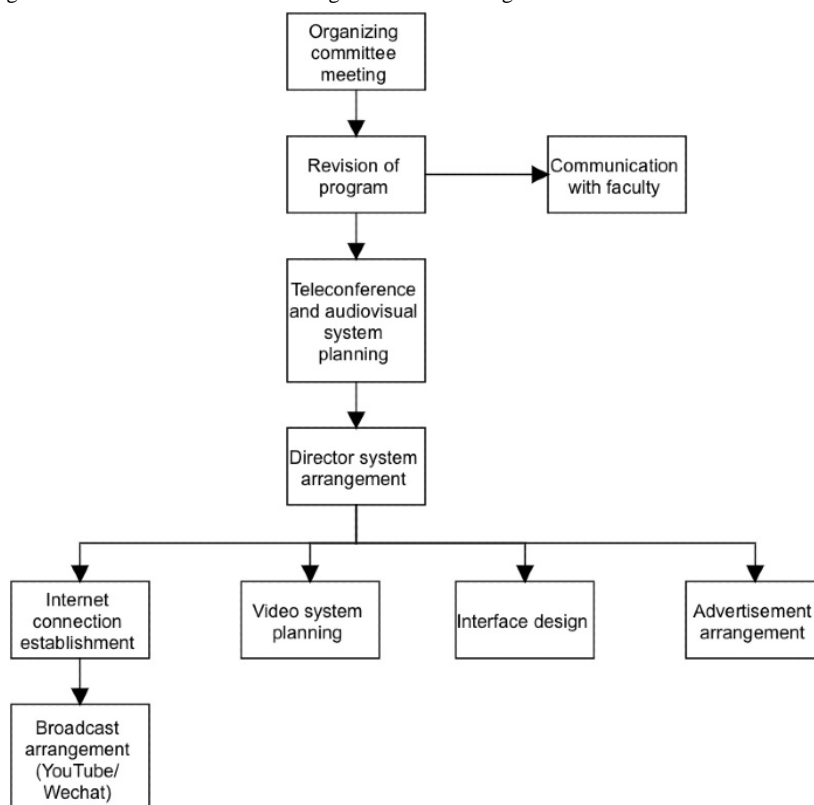 Organizing
committee
meeting
Revision of
program
Communication
with faculty
Teleconference
and audiovisual
system
planning
Director system
arrangement
Internet
connection
establishment
Video system
planning
Interface design
Advertisement
arrangement
Broadcast
arrangement
(YouTube/
Wechat)